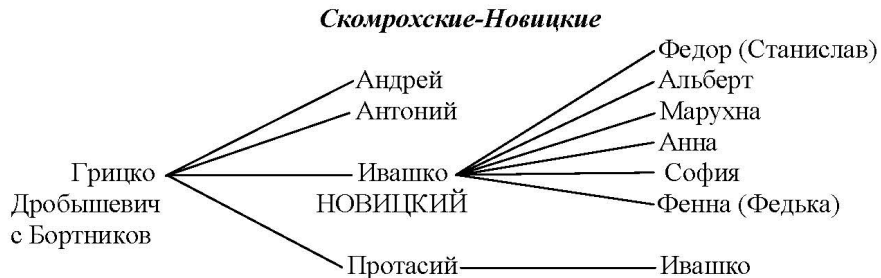 Скомрохские-Новицкие
Федор (Станислав)
Андрей
Альберт
Антоний
Марухна
Анна
Грицко
Ивашко
София
Дробышевич
НОВИЦКИЙ
Фенна (Федька)
с Бортников
Протасий
Ивашко